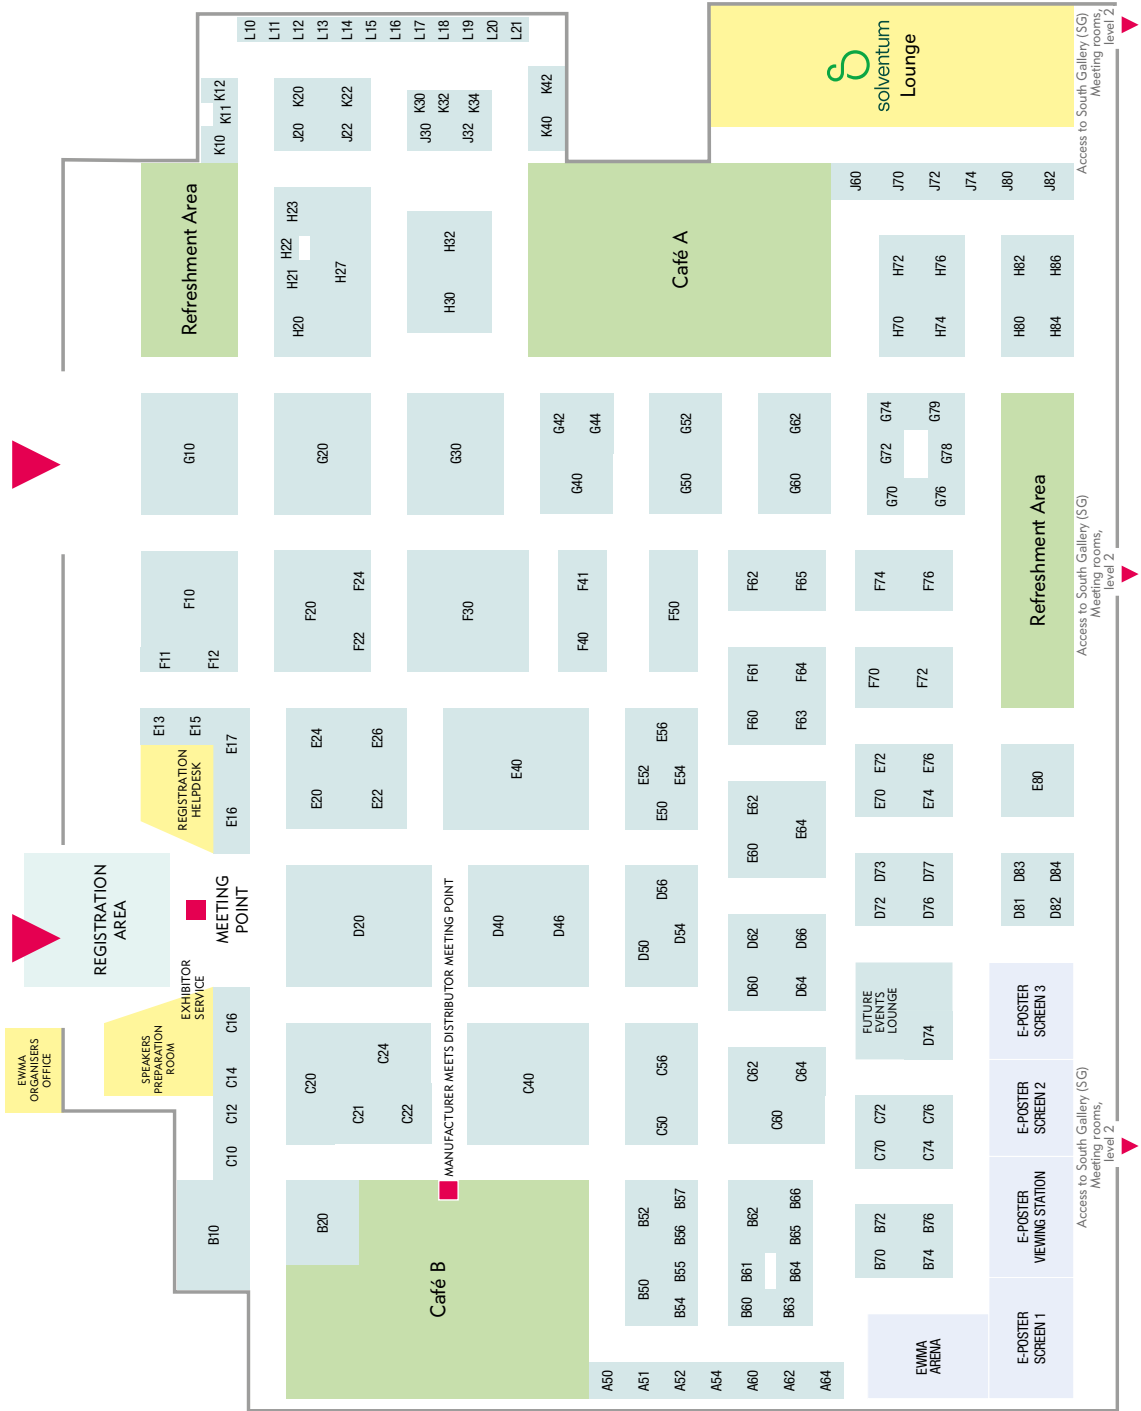 L10
L11
L12
L13
L14
L15
L16
L17
L18
L19
L20
L21
K10
K11
K12
K20
K22
J20
J22
K30
K32
K34
J30
J32
K40
K42
solventum
Lounge
Access to South Gallery (SG)
Meeting rooms,
level 2
Refreshment Area
H20
H21
H22
H23
H27
H30
H32
Café A
J60
J70
J72
J74
J80
J82
H70
H72
H74
H76
H80
H82
H84
H86
G10
G20
G30
G40
G42
G44
G50
G52
G60
G62
G70
G72
G74
G76
G78
G79
Refreshment Area
Access to South Gallery (SG)
Meeting rooms,
level 2
F10
F11
F12
F20
F22
F24
F30
F40
F41
F50
F62
F65
F60
F61
F63
F64
F74
F76
F70
F72
E13
E15
E16
E17
REGISTRATION
HELPDESK
E20
E24
E22
E26
E40
E50
E52
E54
E56
E60
E62
E64
E70
E72
E74
E76
E80
REGISTRATION
AREA
MEETING
POINT
D20
D40
D46
D50
D54
D56
D60
D62
D64
D66
D72
D73
D76
D77
D81
D83
D82
D84
MANUFACTURER MEETS DISTRIBUTOR MEETING POINT
EWMA
ORGANISERS
OFFICE
SPEAKERS
PREPARATION
ROOM
EXHIBITOR
SERVICE
C10
C12
C14
C16
C20
C21
C22
C24
C40
C50
C56
C60
C62
C64
FUTURE
EVENTS
LOUNGE
D74
C70
C72
C74
C76
E-POSTER
SCREEN 3
E-POSTER
SCREEN 2
E-POSTER
VIEWING STATION
E-POSTER
SCREEN 1
Access to South Gallery (SG)
Meeting rooms,
level 2
B10
B20
Café B
B50
B52
B54
B55
B56
B57
B60
B61
B62
B63
B64
B65
B66
B70
B72
B74
B76
EWMA
ARENA
A50
A51
A52
A54
A60
A62
A64